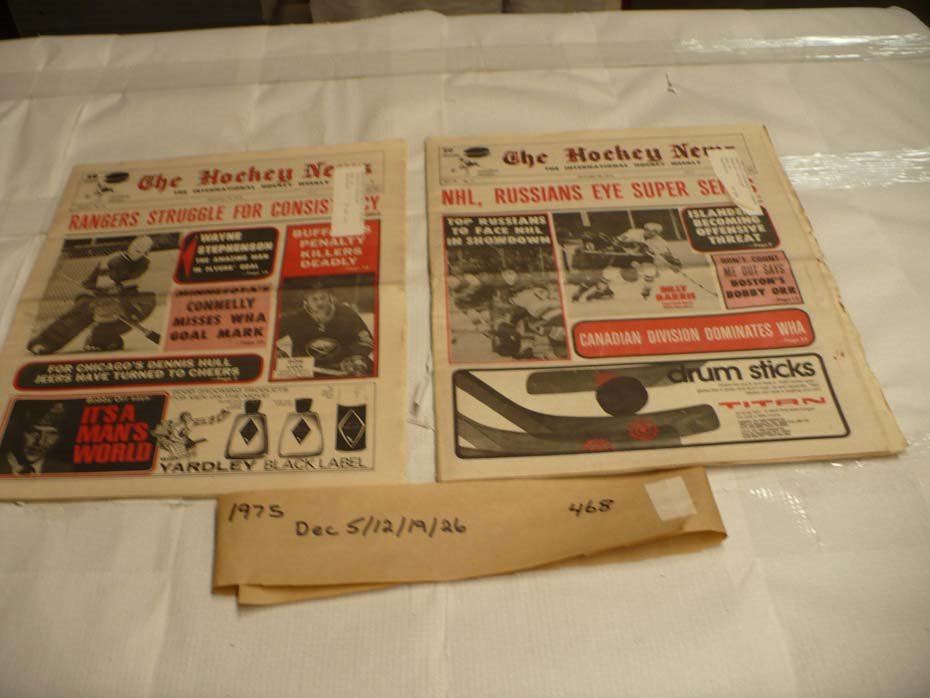 The Hockey News
THE INTERNATIONAL HOCKEY WEEKLY
RANGERS STRUGGLE FOR
WAYNE
STEPHENSON
THE AMAZING MAN
IN FLYERS' GOAL
PENALTY
KILLERS
DEADLY
MINNESOTA'S
CONNELLY
MISSES WHA
GOAL MARK
FOR CHICAGO'S DENNIS HULL
JEERS HAVE TURNED TO CHEERS
IT'S A
MAN'S
WORLD
YARDLEY BLACK LABEL
The Hockey News
THE INTERNATIONAL HOCKEY WEEKLY
NHL, RUSSIANS EYE SUPER
TOP RUSSIANS
TO FACE NHL
IN SHOWDOWN
BECOMING
OFFENSIVE
THREAT
DON'T COUNT
ME OUT SAYS
BOSTON'S
BOBBY ORR
BILLY
HARRIS
CANADIAN DIVISION DOMINATES WHA
drum sticks
TITAN
1975
Dec 5/12/19/26
468